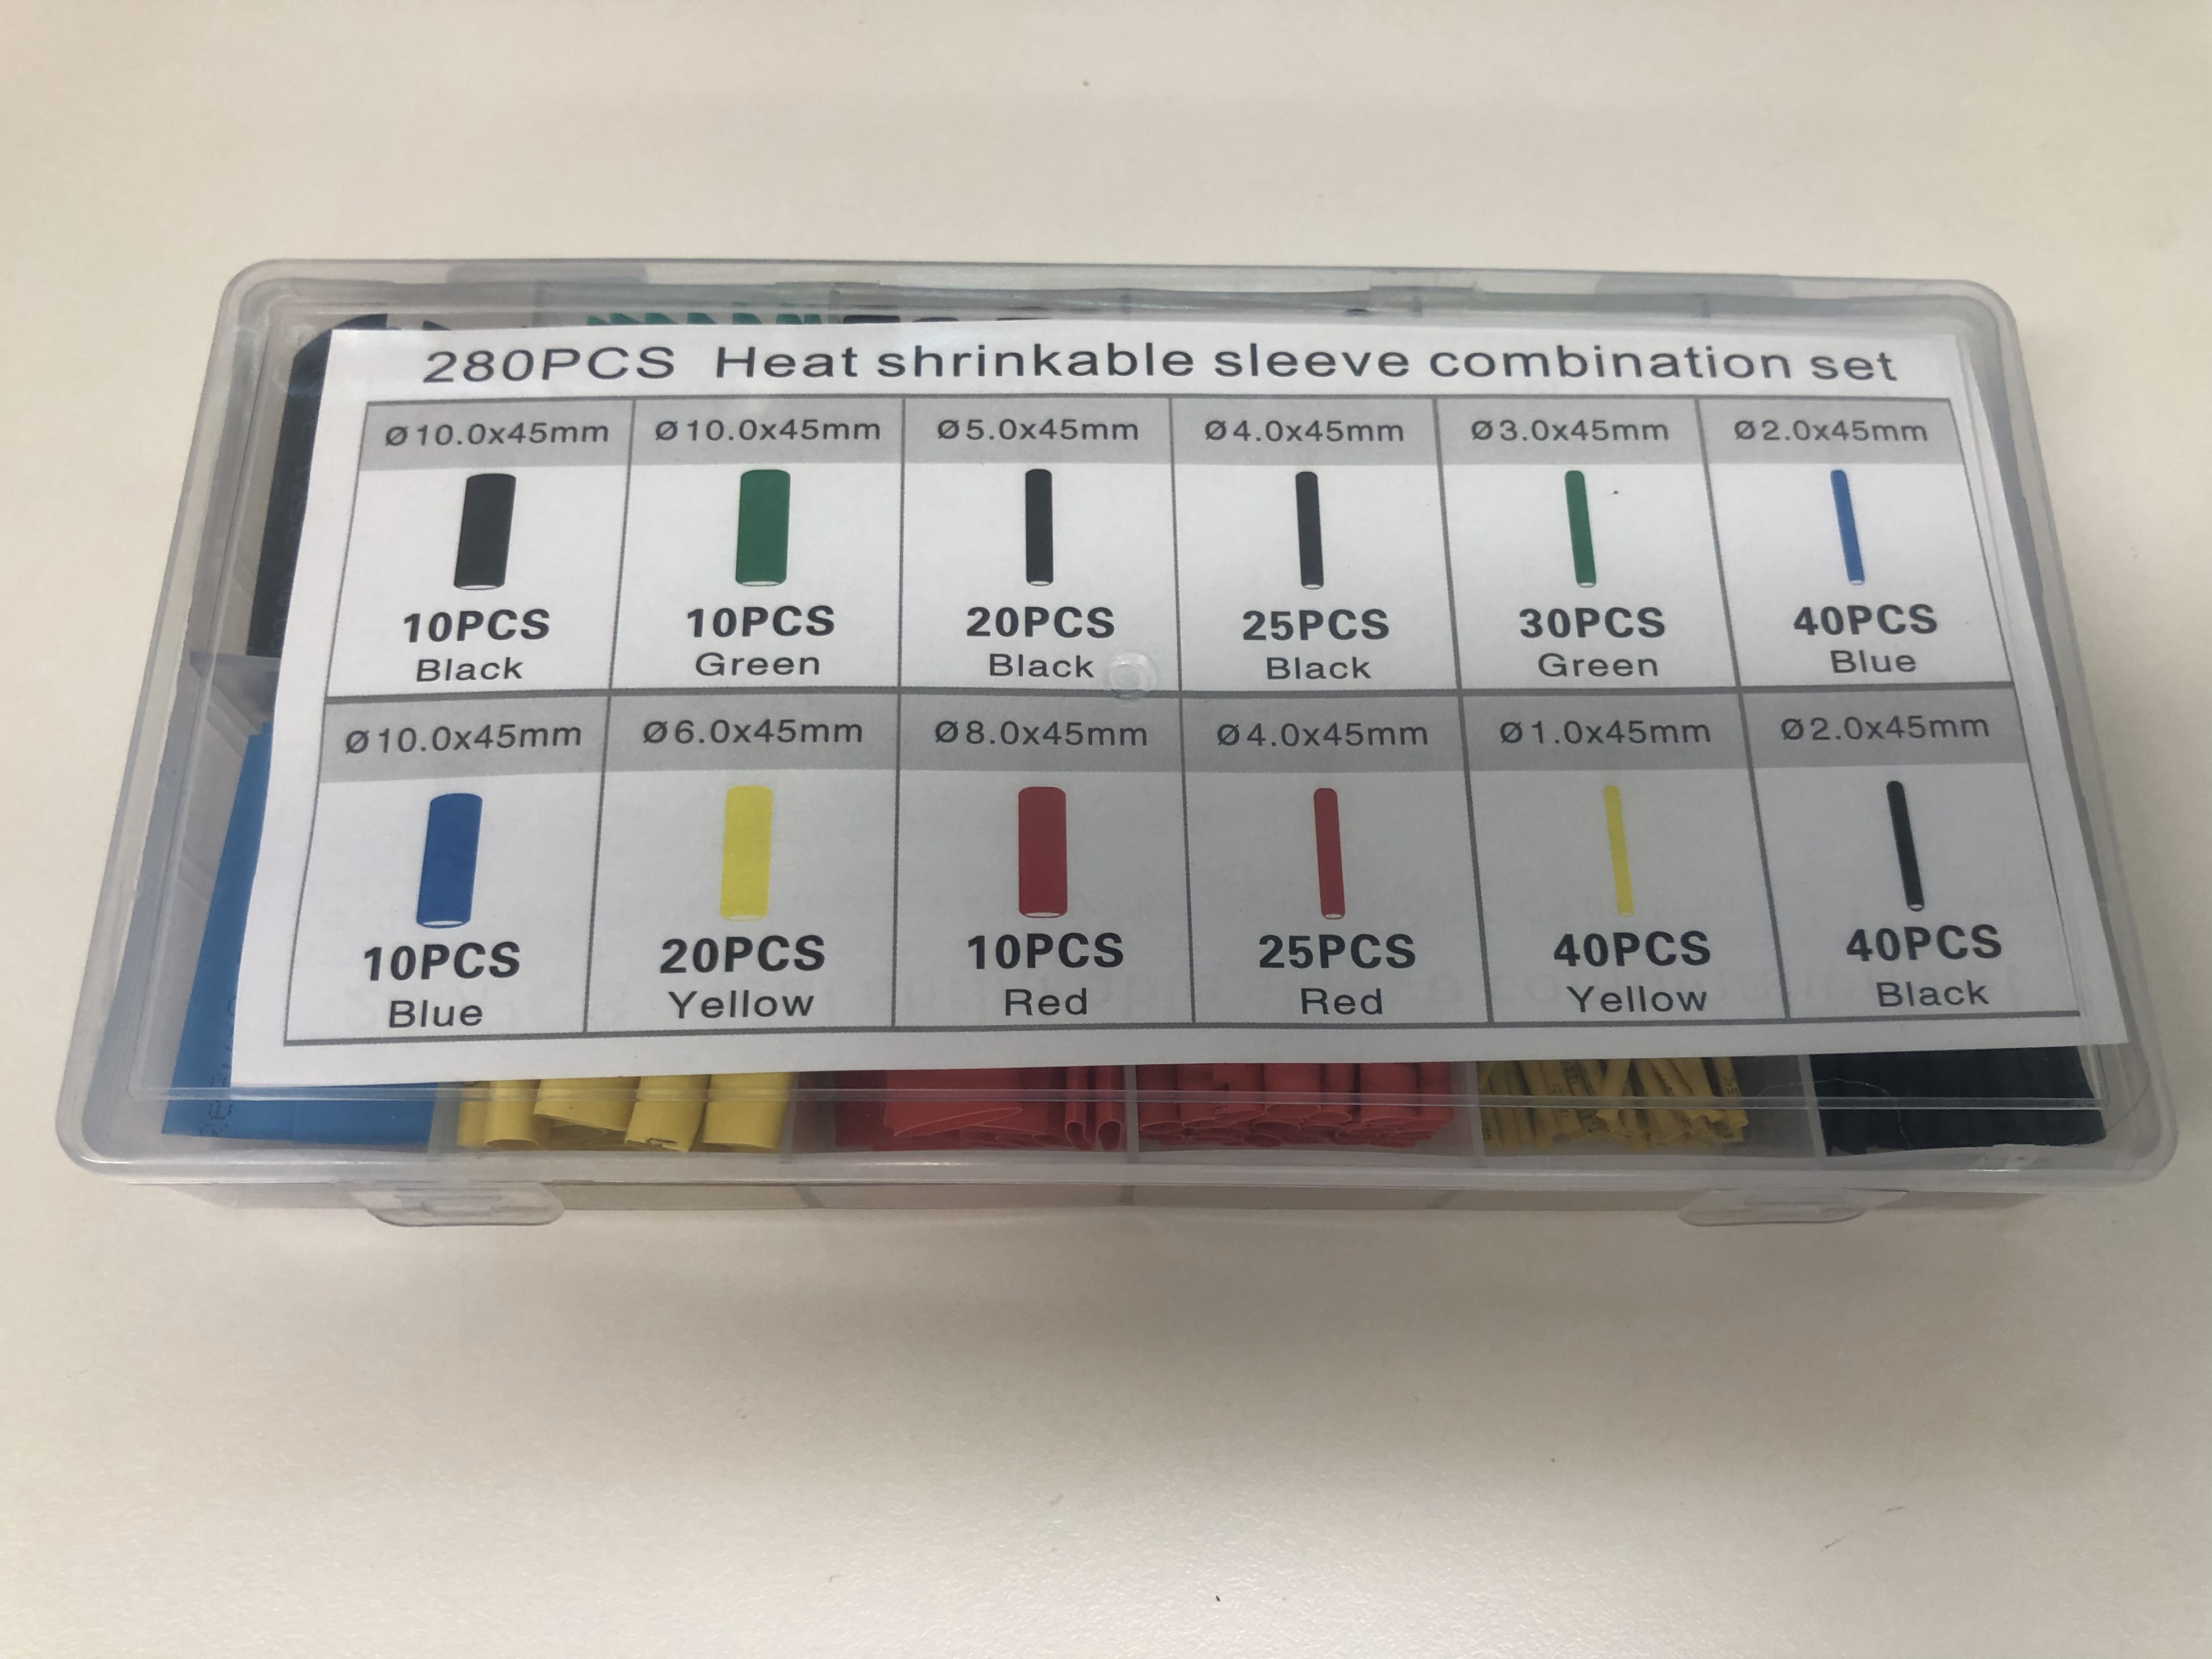 280PCS Heat shrinkable sleeve combination set
Ø10.0x45mm Ø10.0x45mm Ø5.0x45mm Ø4.0x45mm Ø3.0x45mm Ø2.0x45mm
10PCS 10PCS 20PCS 25PCS 30PCS 40PCS
Black Green Black Black Green Blue
Ø10.0x45mm Ø6.0x45mm Ø8.0x45mm Ø4.0x45mm Ø1.0x45mm Ø2.0x45mm
10PCS 20PCS 10PCS 25PCS 40PCS 40PCS
Blue Yellow Red Red Yellow Black